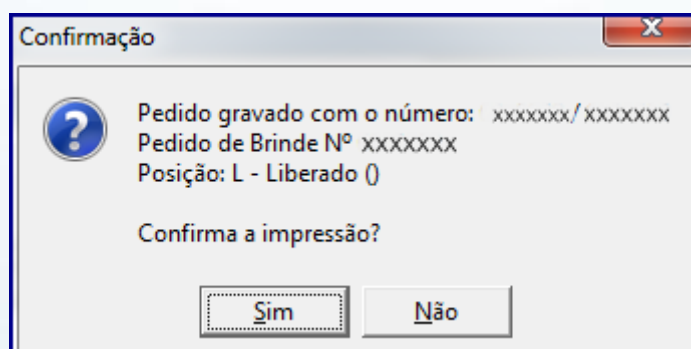 Confirmação
Pedido gravado com o número: xxxxxxx/xxxxxxx
Pedido de Brinde Nº xxxxxxx
Posição: L - Liberado ()
Confirma a impressão?
Sim Não